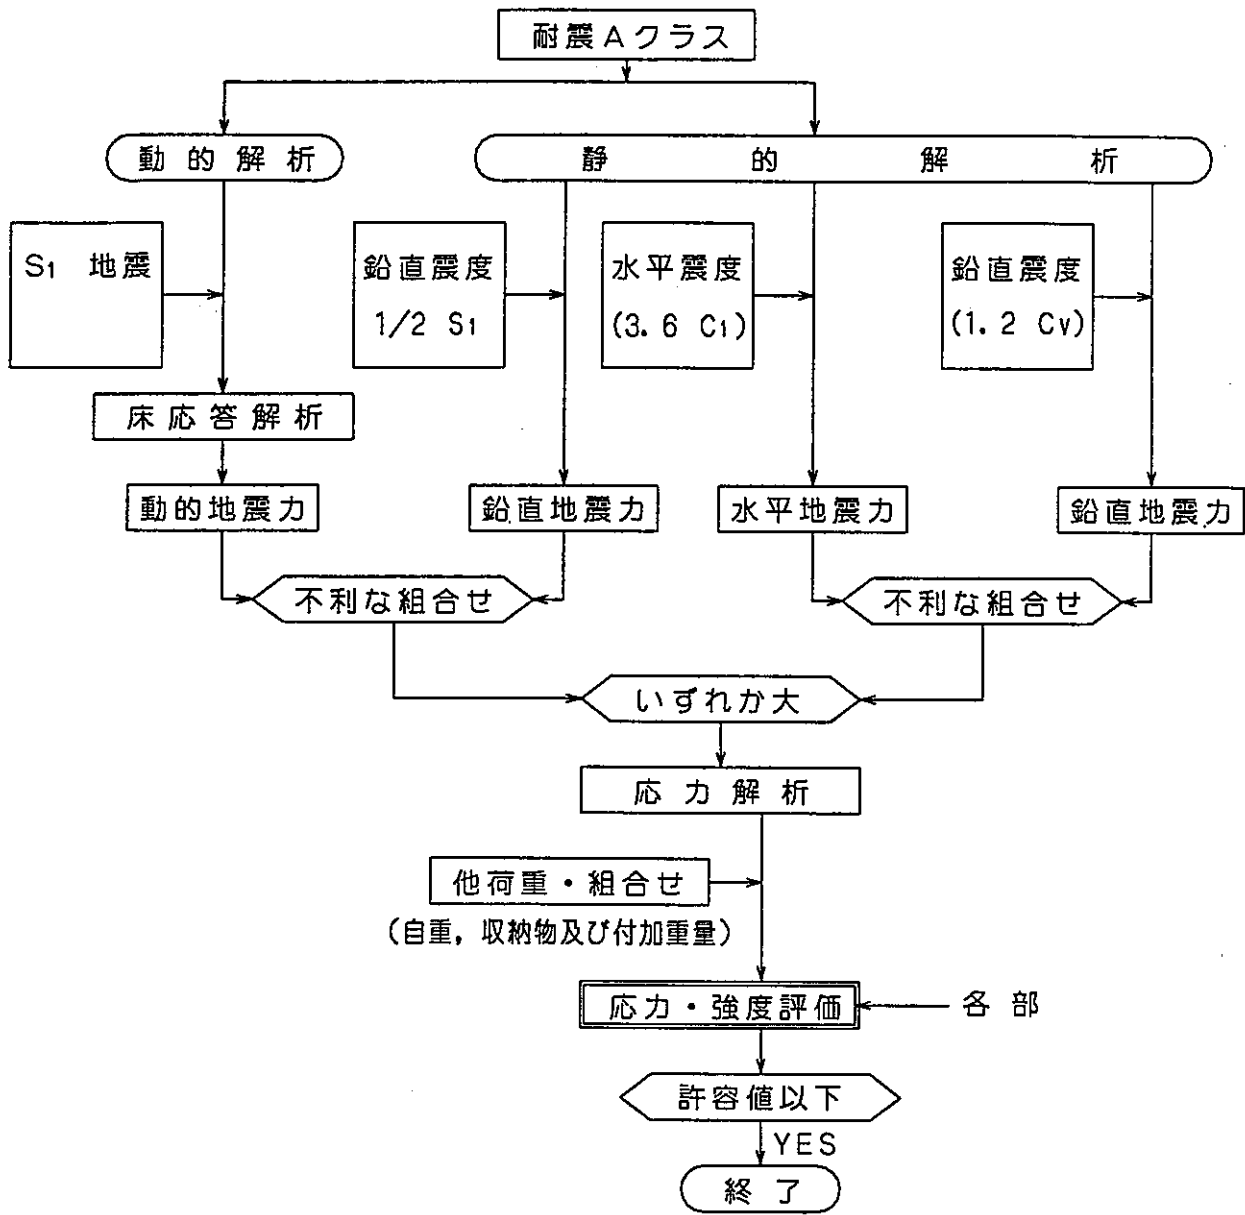 耐震Aクラス
動的解析
静的解析
S₁ 地震
鉛直震度
1/2 S₁
水平震度
(3.6 C₁)
鉛直震度
(1.2 Cv)
床応答解析
動的地震力
鉛直地震力
水平地震力
鉛直地震力
不利な組合せ
不利な組合せ
いずれか大
応力解析
他荷重・組合せ
(自重，収納物及び付加重量)
応力・強度評価
各部
許容値以下
YES
終了